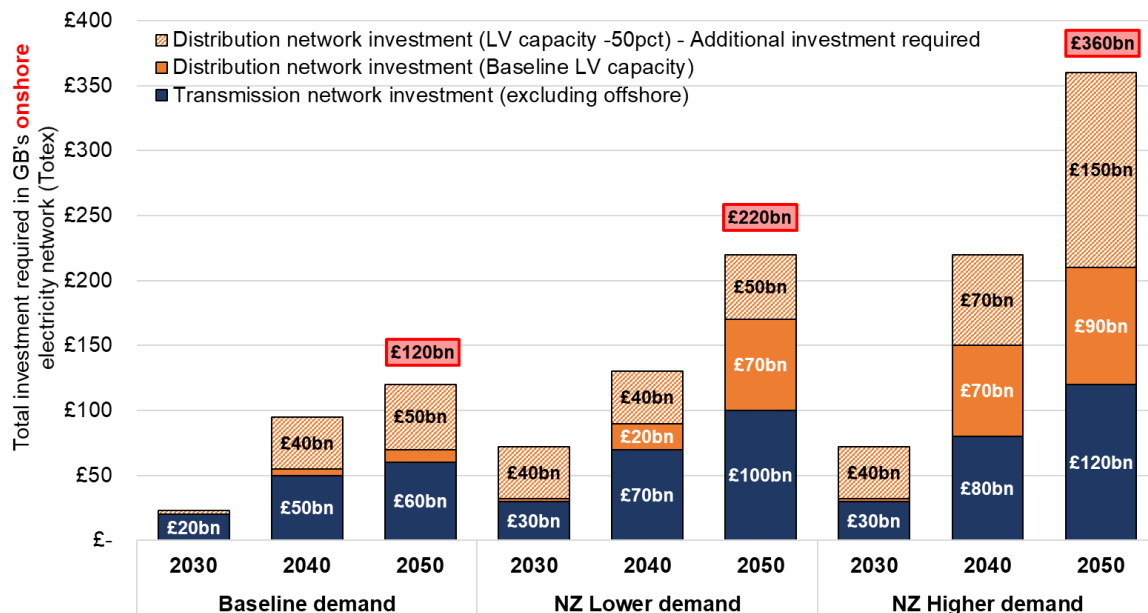 Total investment required in GB's onshore
electricity network (Totex)
£400
£350
£300
£250
£200
£150
£100
£50
£-
Distribution network investment (LV capacity -50pct) - Additional investment required
Distribution network investment (Baseline LV capacity)
Transmission network investment (excluding offshore)
£20bn
£40bn
£50bn
£120bn
£50bn
£60bn
£40bn
£30bn
£40bn
£20bn
£70bn
£220bn
£50bn
£70bn
£100bn
£40bn
£30bn
£70bn
£70bn
£80bn
£360bn
£150bn
£90bn
£120bn
2030 2040 2050 2030 2040 2050 2030 2040 2050
Baseline demand NZ Lower demand NZ Higher demand